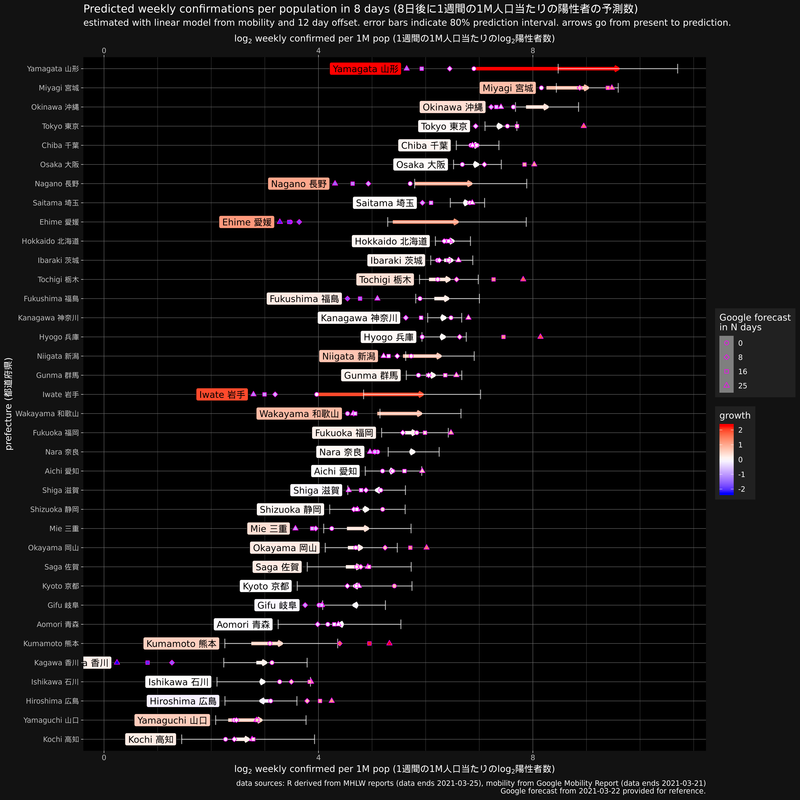 Predicted weekly confirmations per population in 8 days (8日後に1週間の1M人口当たりの陽性者の予測数)
estimated with linear model from mobility and 12 day offset. error bars indicate 80% prediction interval. arrows go from present to prediction.
log2 weekly confirmed per 1M pop (1週間の1M人口当たりのlog2陽性者数)
0 4 8
Yamagata 山形 Yamagata 山形
Miyagi 宮城 Miyagi 宮城
Okinawa 沖縄 Okinawa 沖縄
Tokyo 東京 Tokyo 東京
Chiba 千葉 Chiba 千葉
Osaka 大阪 Osaka 大阪
Nagano 長野 Nagano 長野
Saitama 埼玉 Saitama 埼玉
Ehime 愛媛 Ehime 愛媛
Hokkaido 北海道 Hokkaido 北海道
Ibaraki 茨城 Ibaraki 茨城
Tochigi 栃木 Tochigi 栃木
Fukushima 福島 Fukushima 福島
Kanagawa 神奈川 Kanagawa 神奈川
Hyogo 兵庫 Hyogo 兵庫
Niigata 新潟 Niigata 新潟
Gunma 群馬 Gunma 群馬
Iwate 岩手 Iwate 岩手
Wakayama 和歌山 Wakayama 和歌山
Fukuoka 福岡 Fukuoka 福岡
Nara 奈良 Nara 奈良
Aichi 愛知 Aichi 愛知
Shiga 滋賀 Shiga 滋賀
Shizuoka 静岡 Shizuoka 静岡
Mie 三重 Mie 三重
Okayama 岡山 Okayama 岡山
Saga 佐賀 Saga 佐賀
Kyoto 京都 Kyoto 京都
Gifu 岐阜 Gifu 岐阜
Aomori 青森 Aomori 青森
Kumamoto 熊本 Kumamoto 熊本
Kagawa 香川 a 香川
Ishikawa 石川 Ishikawa 石川
Hiroshima 広島 Hiroshima 広島
Yamaguchi 山口 Yamaguchi 山口
Kochi 高知 Kochi 高知
prefecture (都道府県)
0 4 8
log2 weekly confirmed per 1M pop (1週間の1M人口当たりのlog2陽性者数)
Google forecast
in N days
0
8
16
25
growth
2
1
0
-1
-2
data sources: R derived from MHLW reports (data ends 2021-03-25), mobility from Google Mobility Report (data ends 2021-03-21)
Google forecast from 2021-03-22 provided for reference.